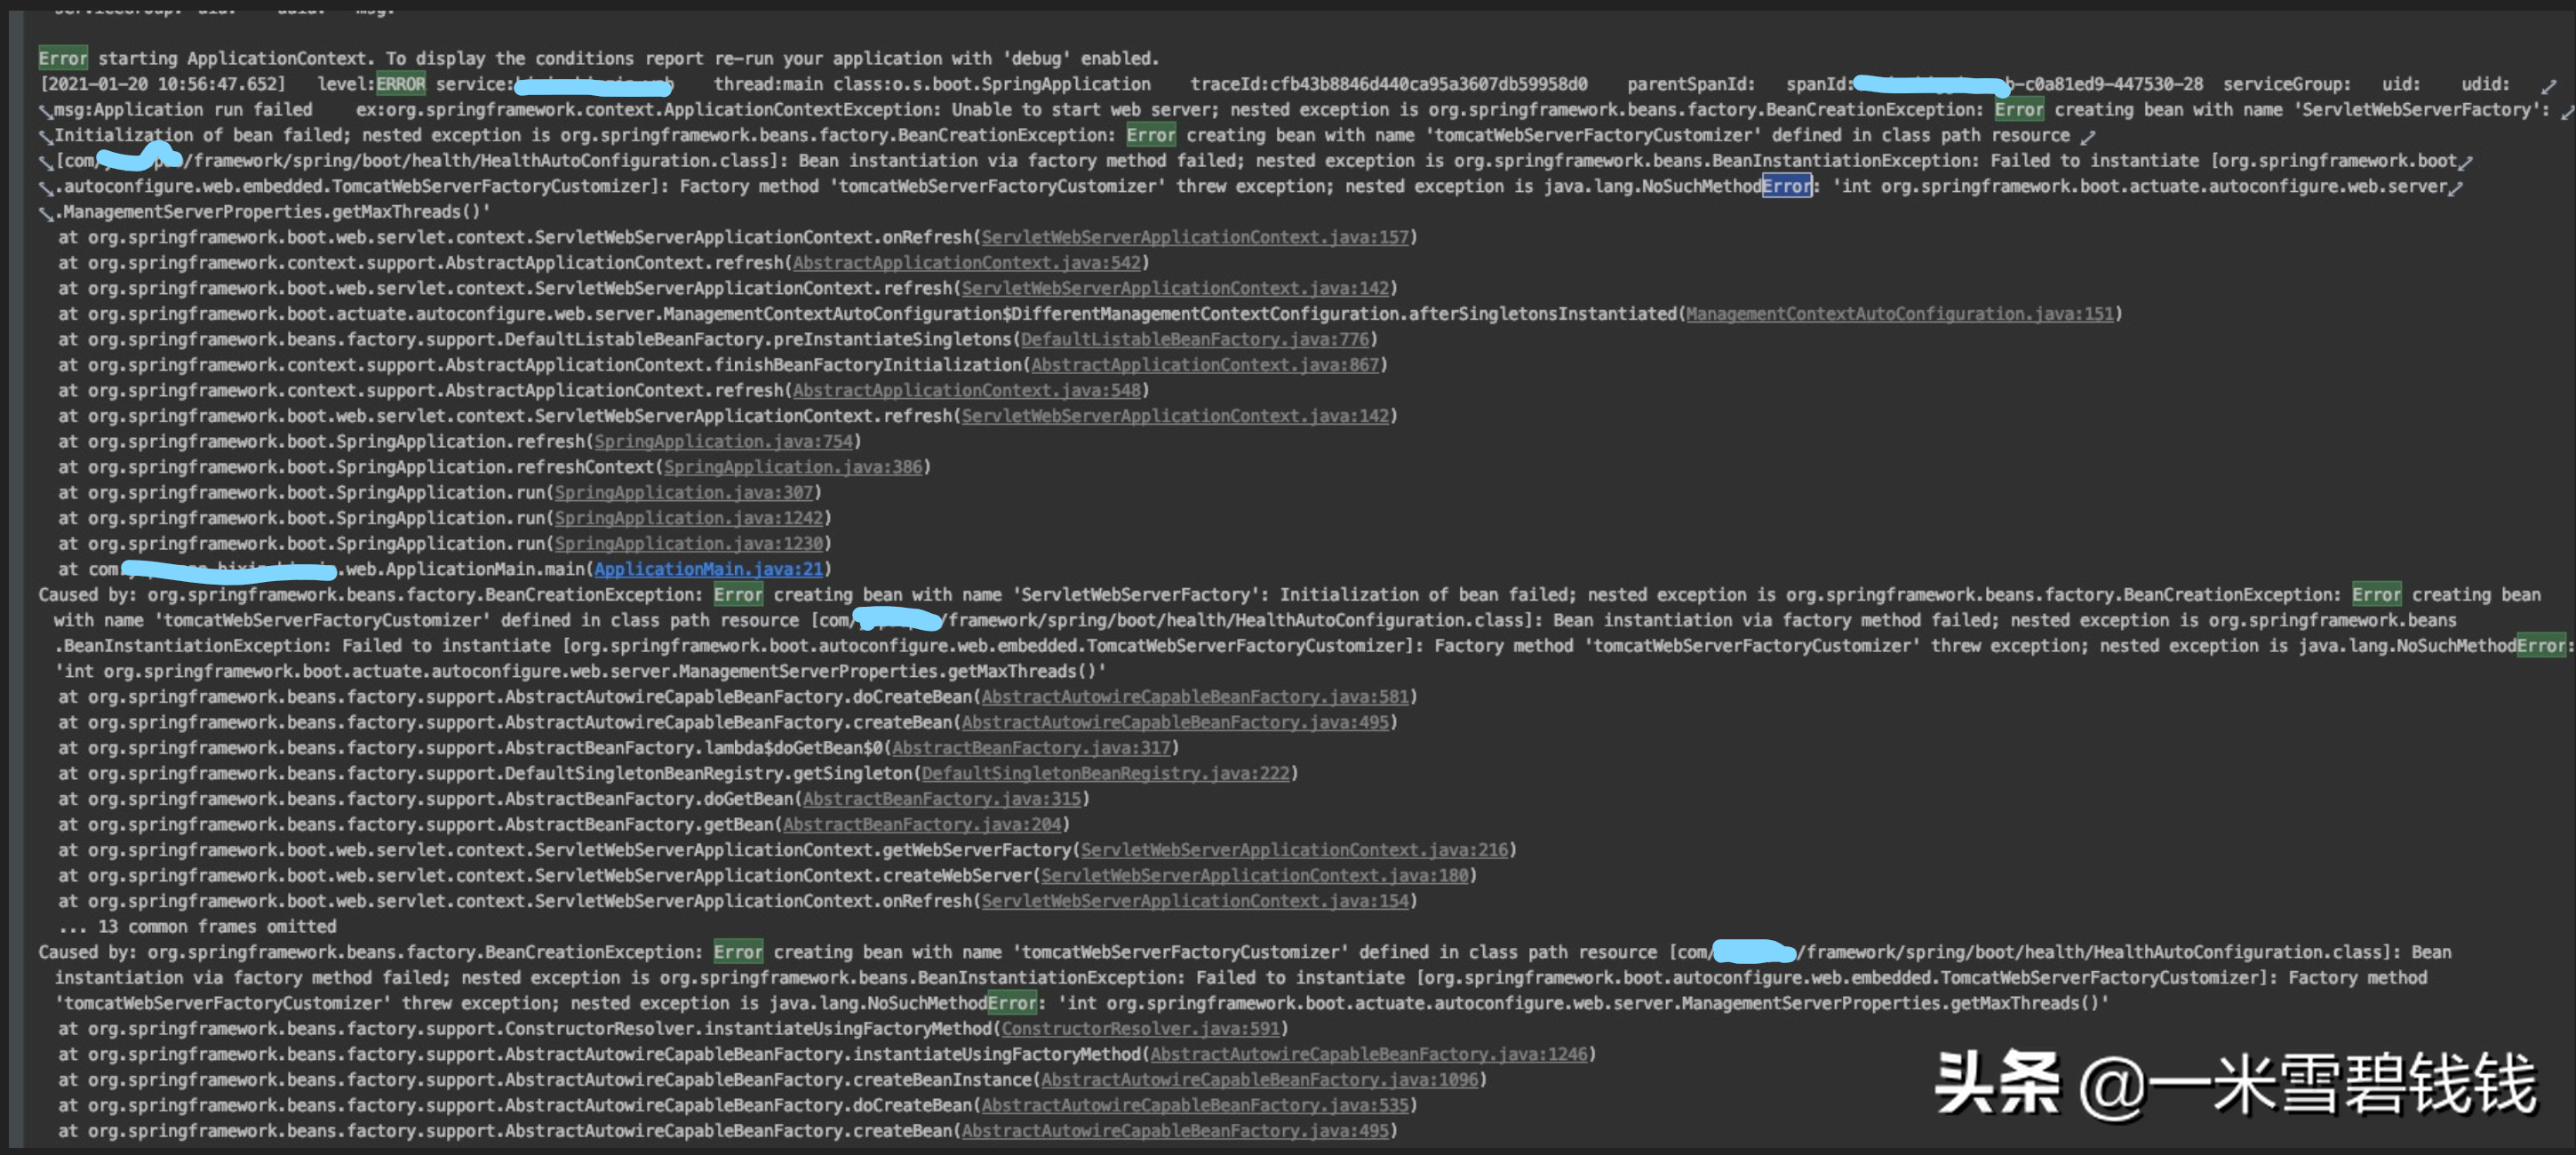 Error starting ApplicationContext. To display the conditions report re-run your application with 'debug' enabled.
[2021-01-20 10:56:47.652] level:ERROR service: thread:main class:o.s.boot.SpringApplication traceId:cfb43b8846d440ca95a3607db59958d0 parentSpanId: spanId: b-c0a81ed9-447530-28 serviceGroup: uid: udid:
msg:Application run failed ex:org.springframework.context.ApplicationContextException: Unable to start web server; nested exception is org.springframework.beans.factory.BeanCreationException: Error creating bean with name 'ServletWebServerFactory':
Initialization of bean failed; nested exception is org.springframework.beans.factory.BeanCreationException: Error creating bean with name 'tomcatWebServerFactoryCustomizer' defined in class path resource
[com/ /framework/spring/boot/health/HealthAutoConfiguration.class]: Bean instantiation via factory method failed; nested exception is org.springframework.beans.BeanInstantiationException: Failed to instantiate [org.springframework.boot
.autoconfigure.web.embedded.TomcatWebServerFactoryCustomizer]: Factory method 'tomcatWebServerFactoryCustomizer' threw exception; nested exception is java.lang.NoSuchMethodError: 'int org.springframework.boot.actuate.autoconfigure.web.server
.ManagementServerProperties.getMaxThreads()'
at org.springframework.boot.web.servlet.context.ServletWebServerApplicationContext.onRefresh(ServletWebServerApplicationContext.java:157)
at org.springframework.context.support.AbstractApplicationContext.refresh(AbstractApplicationContext.java:542)
at org.springframework.boot.web.servlet.context.ServletWebServerApplicationContext.refresh(ServletWebServerApplicationContext.java:142)
at org.springframework.boot.actuate.autoconfigure.web.server.ManagementContextAutoConfiguration$DifferentManagementContextConfiguration.afterSingletonsInstantiated(ManagementContextAutoConfiguration.java:151)
at org.springframework.beans.factory.support.DefaultListableBeanFactory.preInstantiateSingletons(DefaultListableBeanFactory.java:776)
at org.springframework.context.support.AbstractApplicationContext.finishBeanFactoryInitialization(AbstractApplicationContext.java:867)
at org.springframework.context.support.AbstractApplicationContext.refresh(AbstractApplicationContext.java:548)
at org.springframework.boot.web.servlet.context.ServletWebServerApplicationContext.refresh(ServletWebServerApplicationContext.java:142)
at org.springframework.boot.SpringApplication.refresh(SpringApplication.java:754)
at org.springframework.boot.SpringApplication.refreshContext(SpringApplication.java:386)
at org.springframework.boot.SpringApplication.run(SpringApplication.java:307)
at org.springframework.boot.SpringApplication.run(SpringApplication.java:1242)
at org.springframework.boot.SpringApplication.run(SpringApplication.java:1230)
at com. .web.ApplicationMain.main(ApplicationMain.java:21)
Caused by: org.springframework.beans.factory.BeanCreationException: Error creating bean with name 'ServletWebServerFactory': Initialization of bean failed; nested exception is org.springframework.beans.factory.BeanCreationException: Error creating bean
with name 'tomcatWebServerFactoryCustomizer' defined in class path resource [com/ /framework/spring/boot/health/HealthAutoConfiguration.class]: Bean instantiation via factory method failed; nested exception is org.springframework.beans
.BeanInstantiationException: Failed to instantiate [org.springframework.boot.autoconfigure.web.embedded.TomcatWebServerFactoryCustomizer]: Factory method 'tomcatWebServerFactoryCustomizer' threw exception; nested exception is java.lang.NoSuchMethodError:
'int org.springframework.boot.actuate.autoconfigure.web.server.ManagementServerProperties.getMaxThreads()'
at org.springframework.beans.factory.support.AbstractAutowireCapableBeanFactory.doCreateBean(AbstractAutowireCapableBeanFactory.java:581)
at org.springframework.beans.factory.support.AbstractAutowireCapableBeanFactory.createBean(AbstractAutowireCapableBeanFactory.java:495)
at org.springframework.beans.factory.support.AbstractBeanFactory.lambda$doGetBean$0(AbstractBeanFactory.java:317)
at org.springframework.beans.factory.support.DefaultSingletonBeanRegistry.getSingleton(DefaultSingletonBeanRegistry.java:222)
at org.springframework.beans.factory.support.AbstractBeanFactory.doGetBean(AbstractBeanFactory.java:315)
at org.springframework.beans.factory.support.AbstractBeanFactory.getBean(AbstractBeanFactory.java:204)
at org.springframework.boot.web.servlet.context.ServletWebServerApplicationContext.getWebServerFactory(ServletWebServerApplicationContext.java:216)
at org.springframework.boot.web.servlet.context.ServletWebServerApplicationContext.createWebServer(ServletWebServerApplicationContext.java:180)
at org.springframework.boot.web.servlet.context.ServletWebServerApplicationContext.onRefresh(ServletWebServerApplicationContext.java:154)
... 13 common frames omitted
Caused by: org.springframework.beans.factory.BeanCreationException: Error creating bean with name 'tomcatWebServerFactoryCustomizer' defined in class path resource [com/ /framework/spring/boot/health/HealthAutoConfiguration.class]: Bean
instantiation via factory method failed; nested exception is org.springframework.beans.BeanInstantiationException: Failed to instantiate [org.springframework.boot.autoconfigure.web.embedded.TomcatWebServerFactoryCustomizer]: Factory method
'tomcatWebServerFactoryCustomizer' threw exception; nested exception is java.lang.NoSuchMethodError: 'int org.springframework.boot.actuate.autoconfigure.web.server.ManagementServerProperties.getMaxThreads()'
at org.springframework.beans.factory.support.ConstructorResolver.instantiateUsingFactoryMethod(ConstructorResolver.java:591)
at org.springframework.beans.factory.support.AbstractAutowireCapableBeanFactory.instantiateUsingFactoryMethod(AbstractAutowireCapableBeanFactory.java:1246)
at org.springframework.beans.factory.support.AbstractAutowireCapableBeanFactory.createBeanInstance(AbstractAutowireCapableBeanFactory.java:1096)
at org.springframework.beans.factory.support.AbstractAutowireCapableBeanFactory.doCreateBean(AbstractAutowireCapableBeanFactory.java:535)
at org.springframework.beans.factory.support.AbstractAutowireCapableBeanFactory.createBean(AbstractAutowireCapableBeanFactory.java:495)
头条 @一米雪碧钱钱